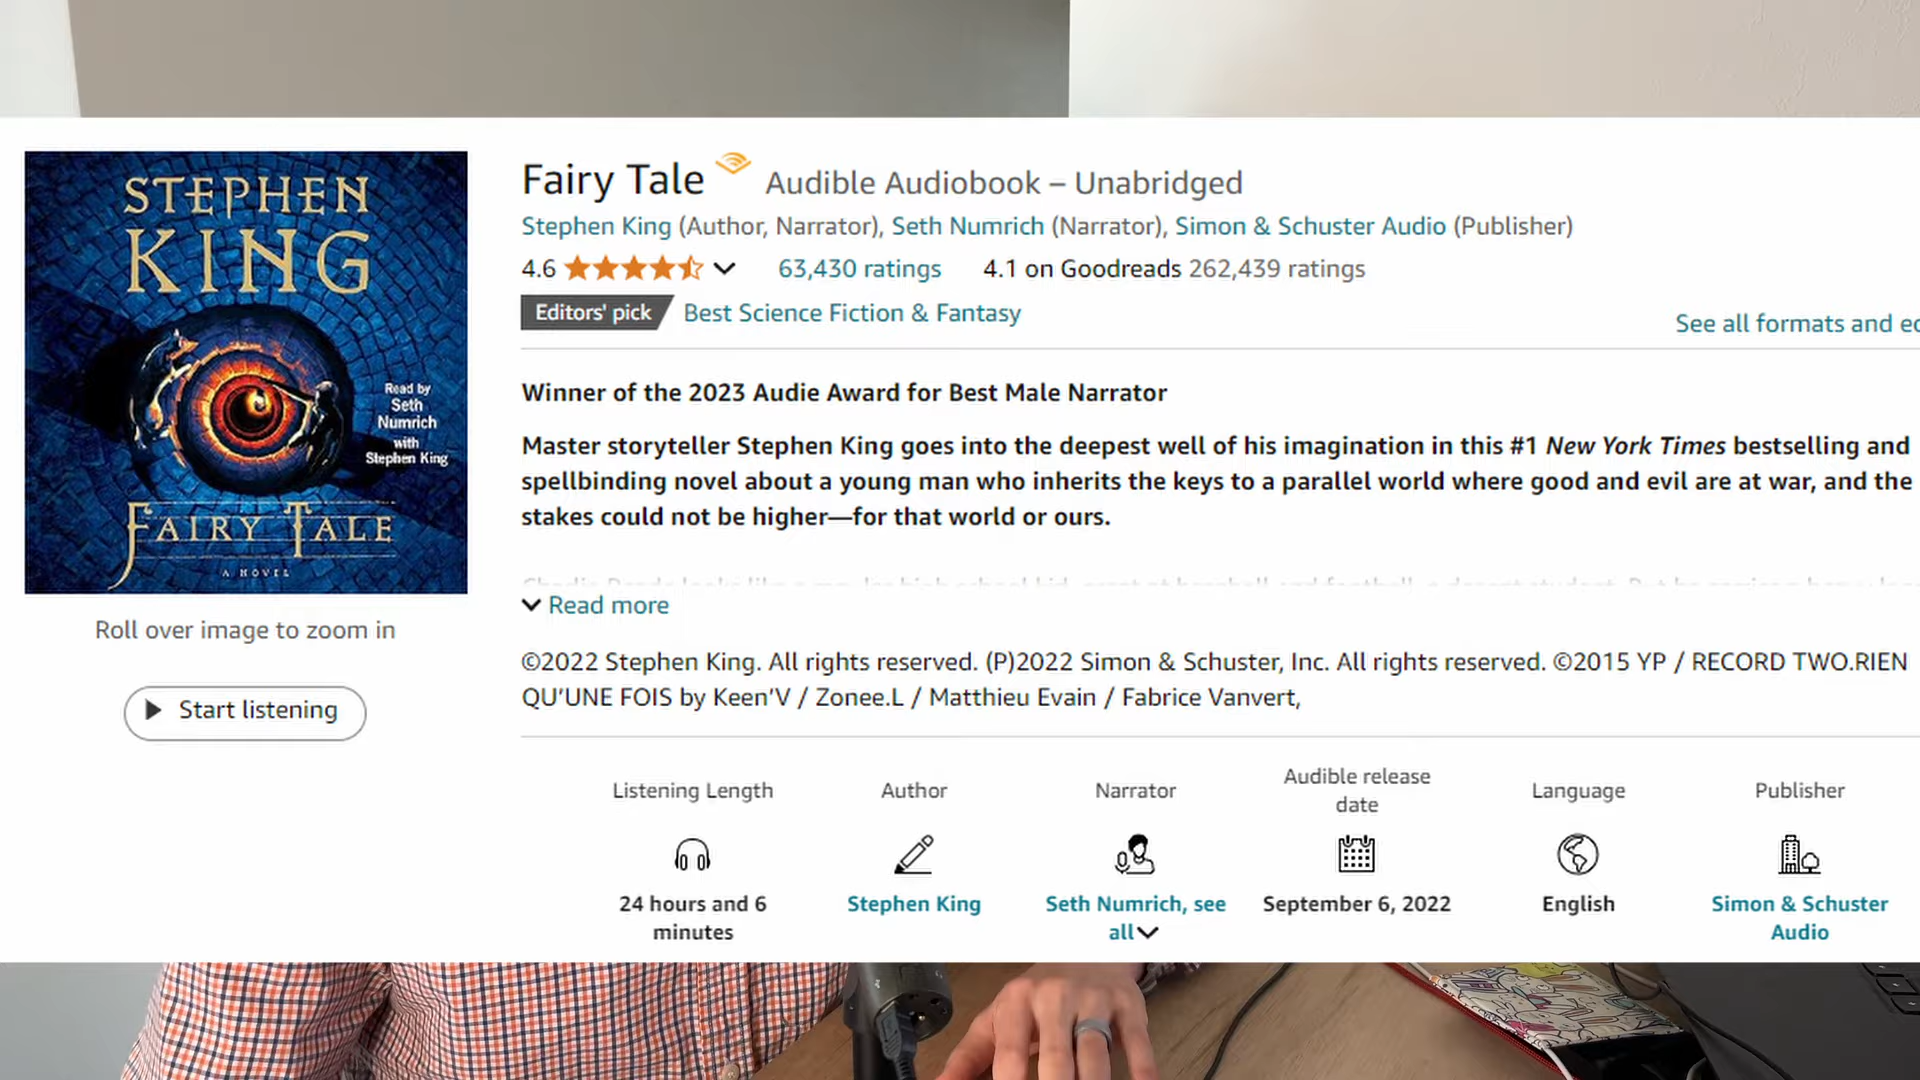 STEPHEN
KING
Read by
Seth
Numrich
with
Stephen King
FAIRY TALE
A NOVEL
Roll over image to zoom in
Start listening
Fairy Tale Audible Audiobook – Unabridged
Stephen King (Author, Narrator), Seth Numrich (Narrator), Simon & Schuster Audio (Publisher)
4.6 63,430 ratings 4.1 on Goodreads 262,439 ratings
Editors' pick Best Science Fiction & Fantasy
See all formats and ed
Winner of the 2023 Audie Award for Best Male Narrator
Master storyteller Stephen King goes into the deepest well of his imagination in this #1 New York Times bestselling and
spellbinding novel about a young man who inherits the keys to a parallel world where good and evil are at war, and the
stakes could not be higher—for that world or ours.
Read more
©2022 Stephen King. All rights reserved. (P)2022 Simon & Schuster, Inc. All rights reserved. ©2015 YP / RECORD TWO.RIEN
QU'UNE FOIS by Keen'V / Zonee.L / Matthieu Evain / Fabrice Vanvert,
Listening Length
24 hours and 6
minutes
Author
Stephen King
Narrator
Seth Numrich, see
all
Audible release
date
September 6, 2022
Language
English
Publisher
Simon & Schuster
Audio